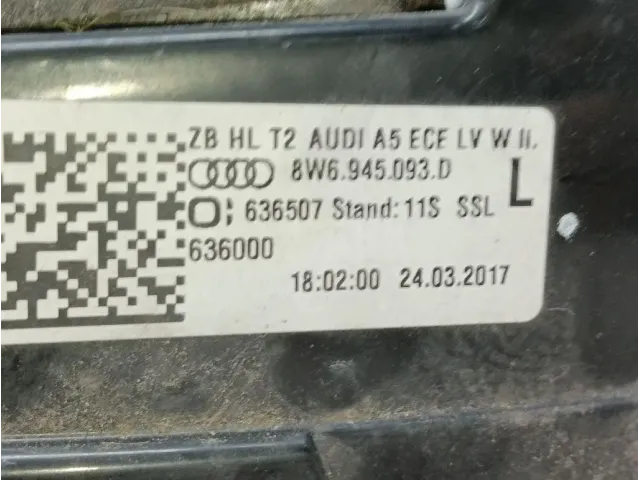 ZB HL T2 AUDI A5 ECE LV W II.
8W6.945.093.D
L
636507 Stand: 11S SSL
636000
18:02:00 24.03.2017